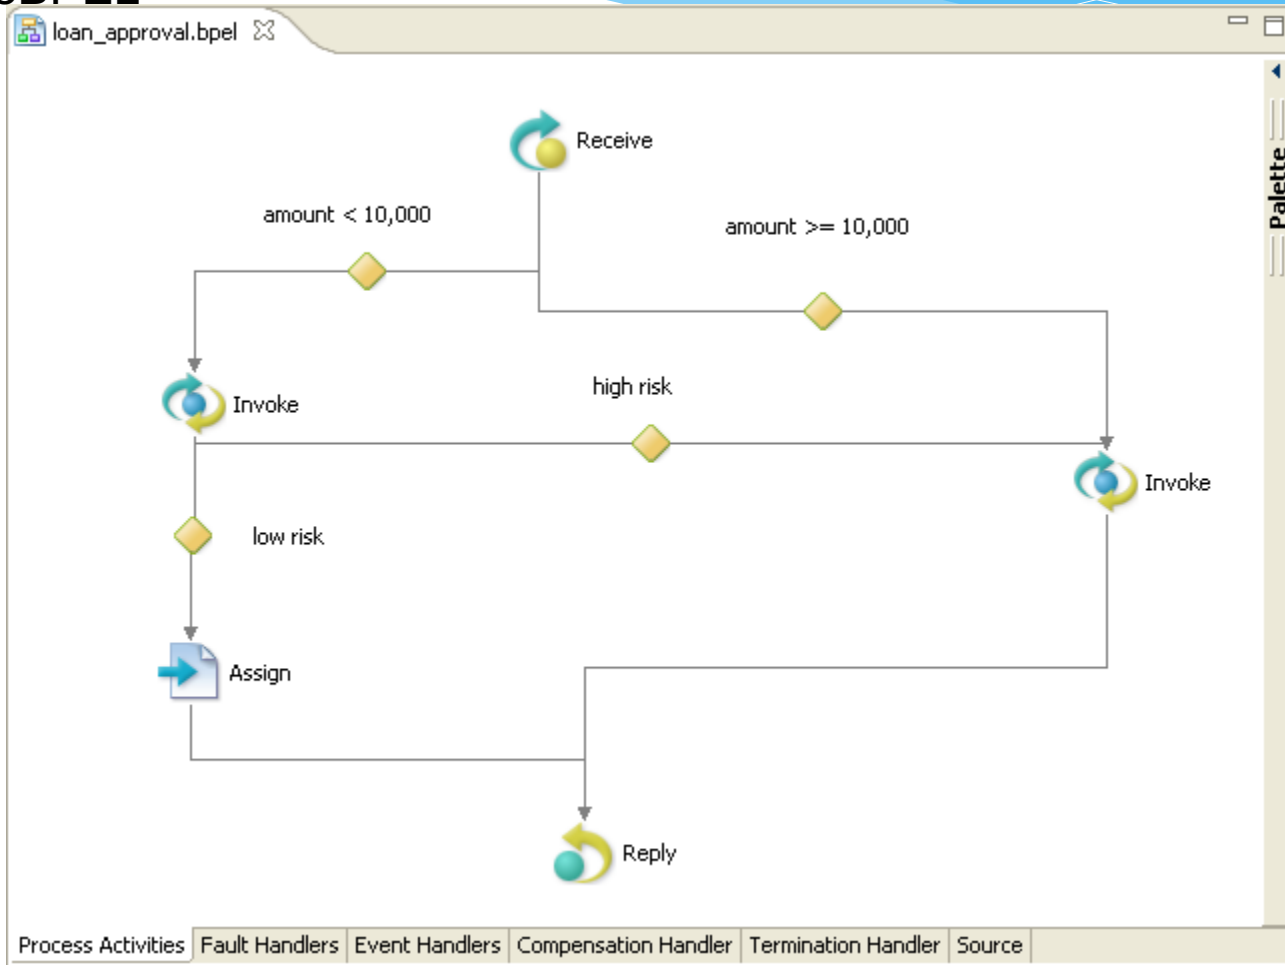 loan_approval.bpel
Receive
amount < 10,000
amount >= 10,000
Palette
Invoke
high risk
Invoke
low risk
Assign
Reply
Process Activities Fault Handlers Event Handlers Compensation Handler Termination Handler Source